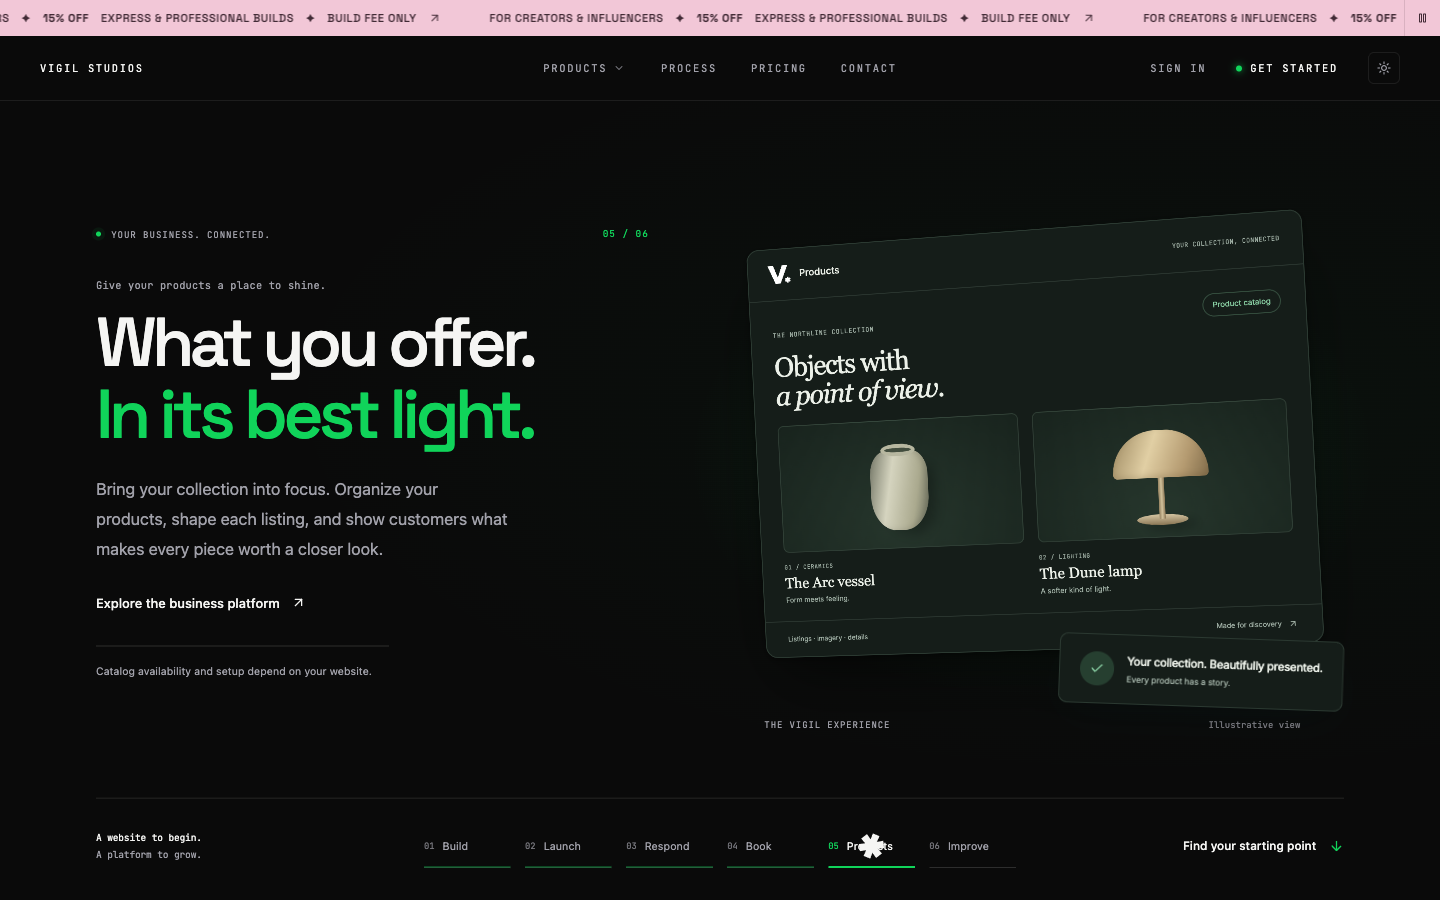 RS ✦ 15% OFF EXPRESS & PROFESSIONAL BUILDS ✦ BUILD FEE ONLY ↗ FOR CREATORS & INFLUENCERS ✦ 15% OFF EXPRESS & PROFESSIONAL BUILDS ✦ BUILD FEE ONLY ↗ FOR CREATORS & INFLUENCERS ✦ 15% OFF
VIGIL STUDIOS PRODUCTS PROCESS PRICING CONTACT SIGN IN GET STARTED
YOUR BUSINESS. CONNECTED. 05 / 06
Give your products a place to shine.
What you offer.
In its best light.
Bring your collection into focus. Organize your
products, shape each listing, and show customers what
makes every piece worth a closer look.
Explore the business platform ↗
Catalog availability and setup depend on your website.
V. Products YOUR COLLECTION, CONNECTED
Product catalog
THE NORTHLINE COLLECTION
Objects with
a point of view.
01 / CERAMICS
The Arc vessel
Form meets feeling.
02 / LIGHTING
The Dune lamp
A softer kind of light.
Listings · imagery · details Made for discovery ↗
Your collection. Beautifully presented.
Every product has a story.
THE VIGIL EXPERIENCE Illustrative view
A website to begin.
A platform to grow.
01 Build 02 Launch 03 Respond 04 Book 05 06 Improve
Find your starting point ↓